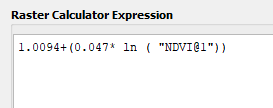 Raster Calculator Expression
1.0094+(0.047* ln ( "NDVI@1"))